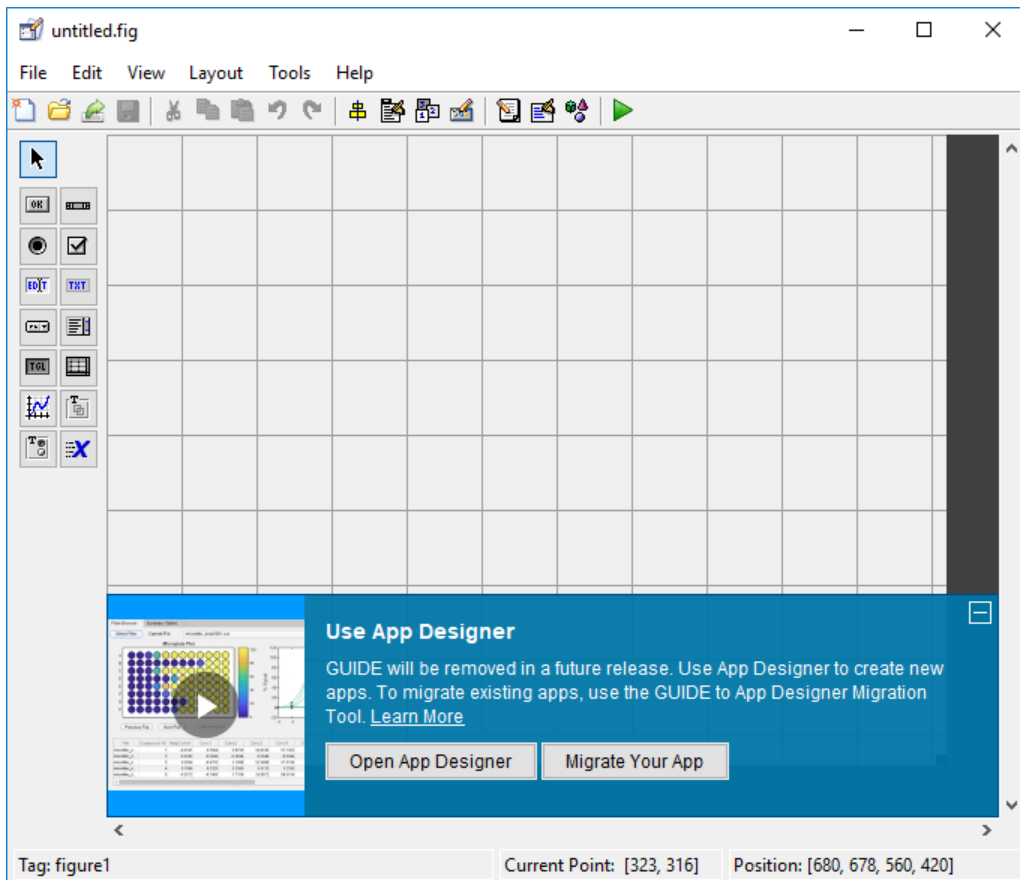 untitled.fig
File Edit View Layout Tools Help
OK
EDIT TXT
TGL
T
T X
Use App Designer
GUIDE will be removed in a future release. Use App Designer to create new
apps. To migrate existing apps, use the GUIDE to App Designer Migration
Tool. Learn More
Open App Designer Migrate Your App
Tag: figure1 Current Point: [323, 316] Position: [680, 678, 560, 420]